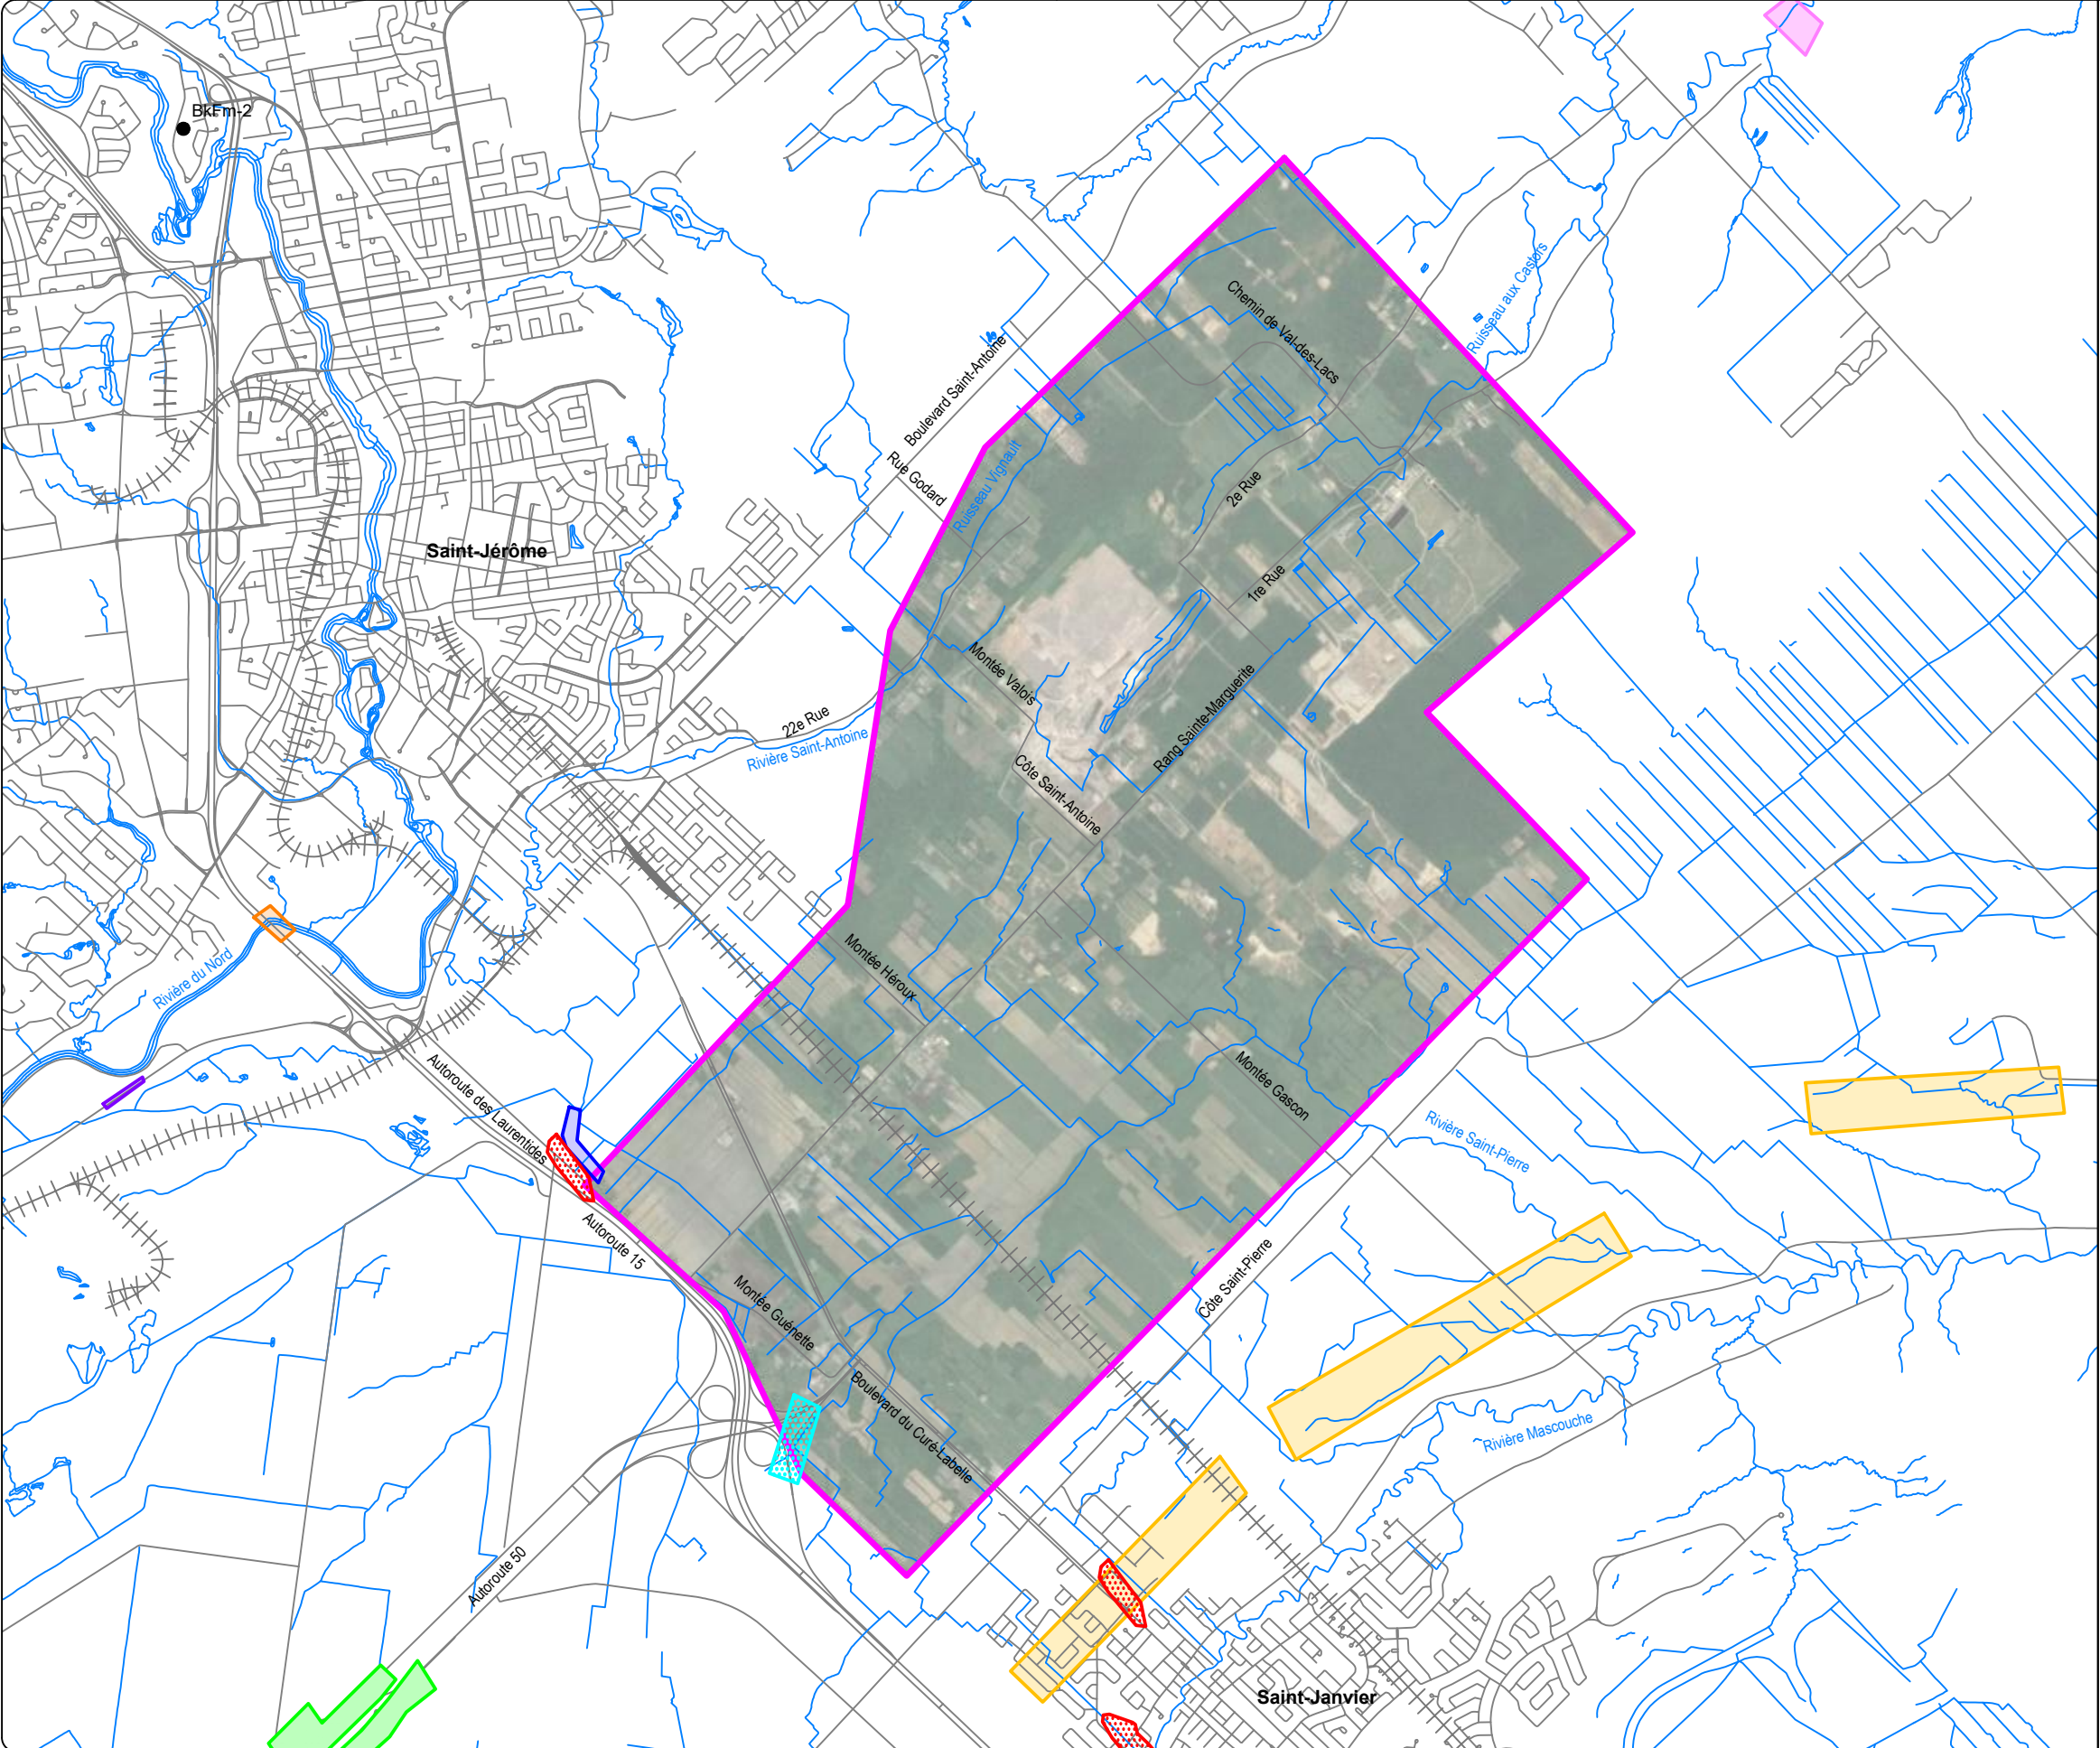 BkFm-2
Ruisseau aux Castors
Chemin de Val-des-Lacs
Boulevard Saint-Antoine
Rue Godard
Ruisseau Vignault
2e Rue
Saint-Jérôme
1re Rue
Montée Valois
Rang Sainte-Marguerite
22e Rue
Rivière Saint-Antoine
Côte Saint-Antoine
Montée Héroux
Rivière du Nord
Autoroute des Laurentides
Montée Gascon
Rivière Saint-Pierre
Autoroute 15
Côte Saint-Pierre
Montée Guénette
Boulevard du Curé-Labelle
Rivière Mascouche
Autoroute 50
Saint-Janvier